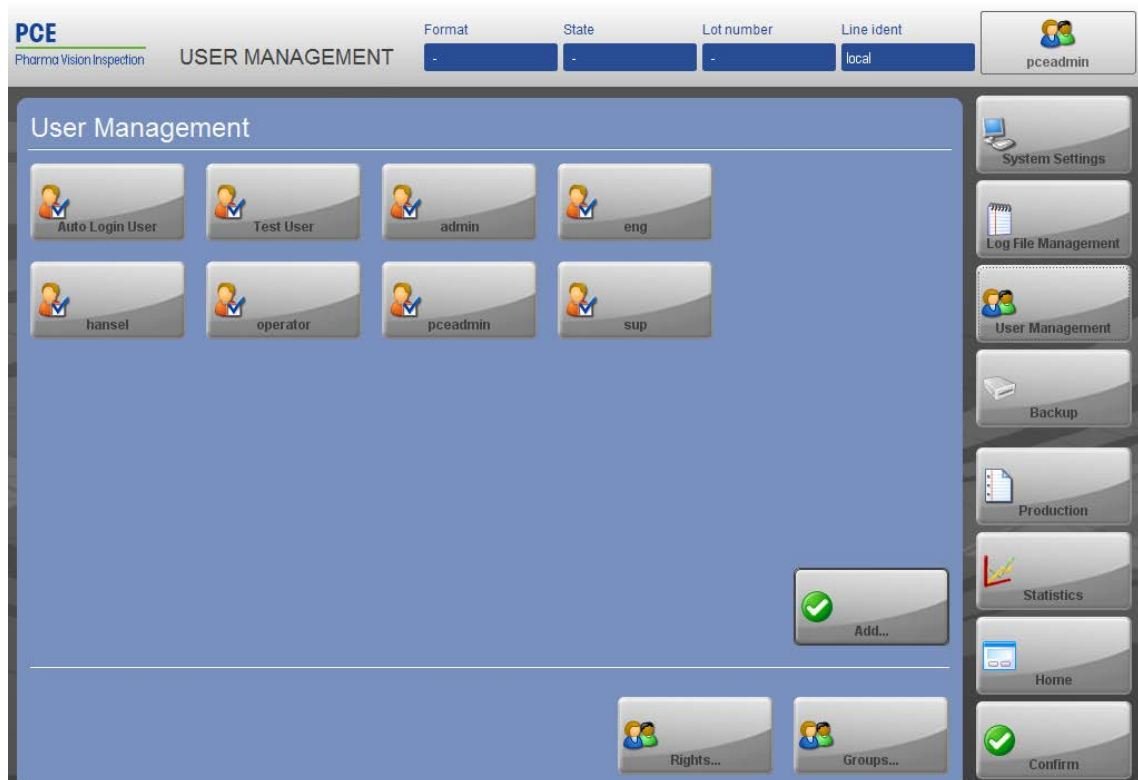 PCE
Pharma Vision Inspection
USER MANAGEMENT
Format
State
Lot number
Line ident
-
-
-
local
pceadmin
User Management
Auto Login User
Test User
admin
eng
hansel
operator
pceadmin
sup
Add...
Rights...
Groups...
System Settings
Log File Management
User Management
Backup
Production
Statistics
Home
Confirm